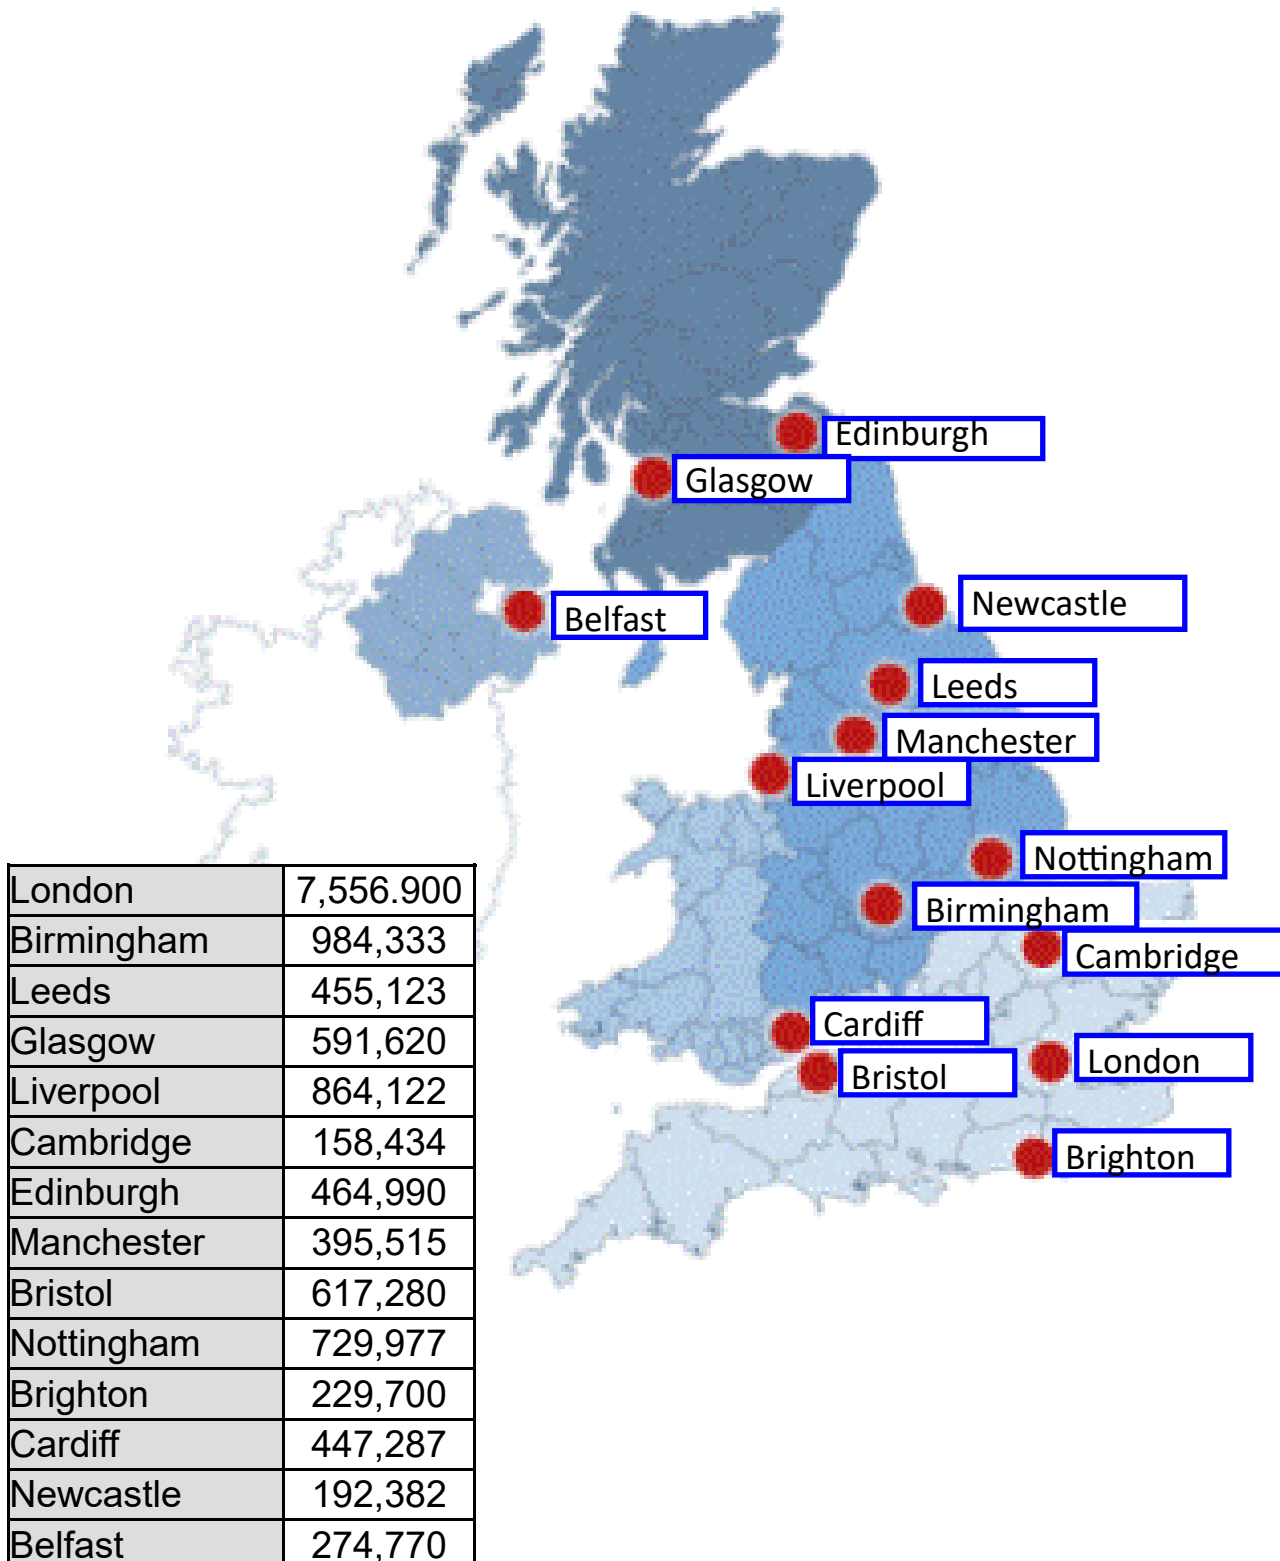 Edinburgh
Glasgow
Newcastle
Belfast
Leeds
Manchester
Liverpool
Nottingham
Birmingham
Cambridge
Cardiff
London
Bristol
Brighton
London 7,556.900
Birmingham 984,333
Leeds 455,123
Glasgow 591,620
Liverpool 864,122
Cambridge 158,434
Edinburgh 464,990
Manchester 395,515
Bristol 617,280
Nottingham 729,977
Brighton 229,700
Cardiff 447,287
Newcastle 192,382
Belfast 274,770